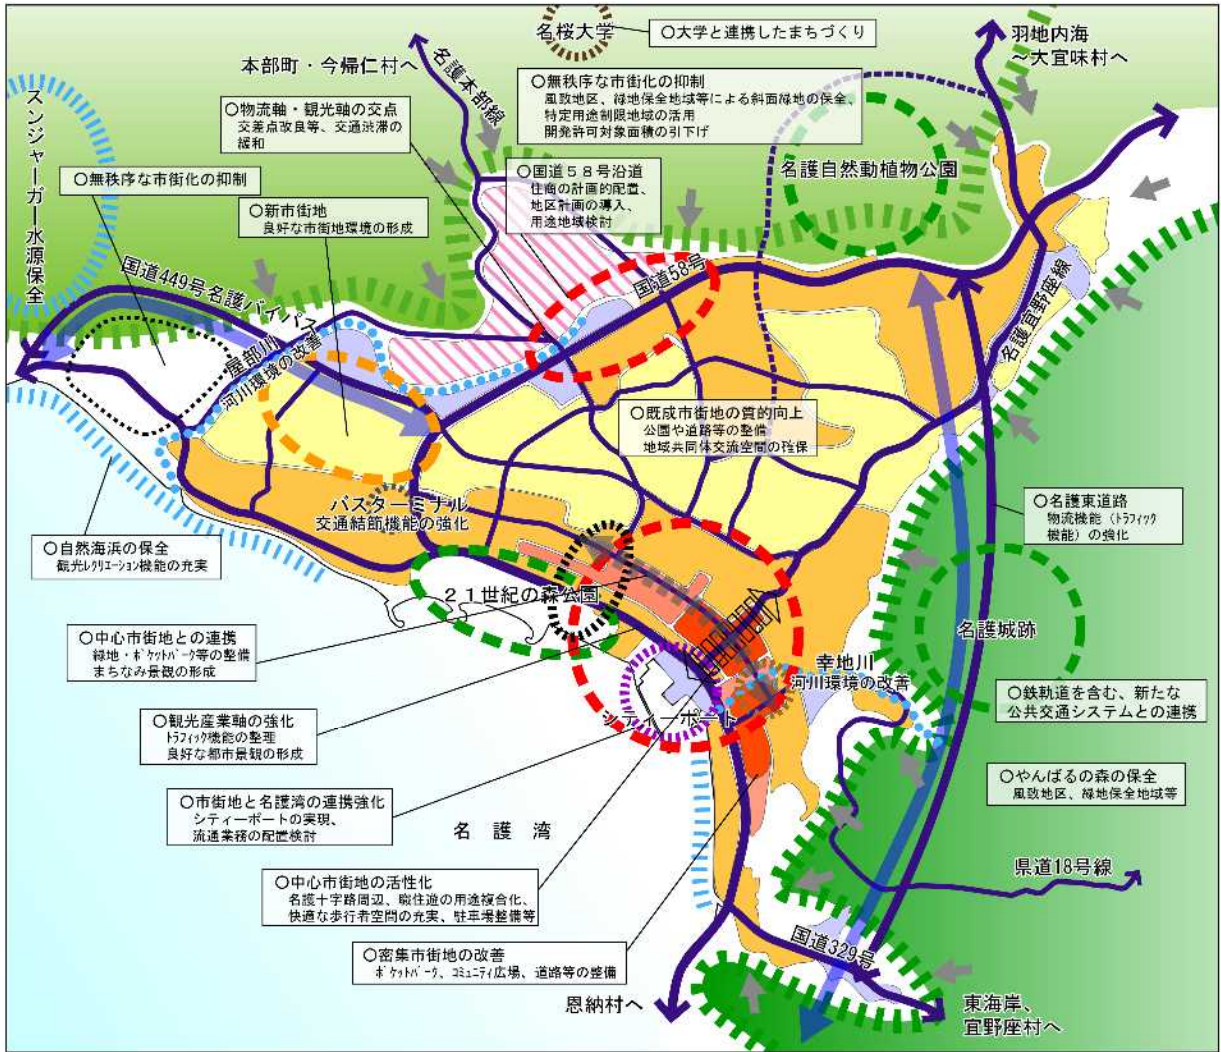 名桜大学
○大学と連携したまちづくり
羽地内海
～大宜味村へ
本部町・今帰仁村へ
名護本部線
○無秩序な市街化の抑制
風致地区、緑地保全地域等による斜面緑地の保全、
特定用途制限地域の活用
開発許可対象面積の引下げ
スンジャーガー水源保全
○物流軸・観光軸の交点
交差点改良等、交通渋滞の
緩和
○無秩序な市街化の抑制
○国道58号沿道
住商の計画的配置、
地区計画の導入、
用途地域検討
名護自然動植物公園
○新市街地
良好な市街地環境の形成
国道449号名護バイパス
国道58号
名護宜野座線
屋部川
河川環境の改善
○既成市街地の質的向上
公園や道路等の整備
地域共同体交流空間の確保
バスターミナル
交通結節機能の強化
○名護東道路
物流機能（トラフィック
機能）の強化
○自然海浜の保全
観光レクリエーション機能の充実
21世紀の森公園
名護城跡
○中心市街地との連携
緑地・ポケットパーク等の整備
まちなみ景観の形成
幸地川
河川環境の改善
○鉄軌道を含む、新たな
公共交通システムとの連携
シティーポート
○観光産業軸の強化
トラフィック機能の整理
良好な都市景観の形成
○やんばるの森の保全
風致地区、緑地保全地域等
○市街地と名護湾の連携強化
シティーポートの実現、
流通業務の配置検討
名護湾
県道18号線
○中心市街地の活性化
名護十字路周辺、職住遊の用途複合化、
快適な歩行者空間の充実、駐車場整備等
○密集市街地の改善
ポケットパーク、コミュニティ広場、道路等の整備
国道329号
恩納村へ
東海岸、
宜野座村へ